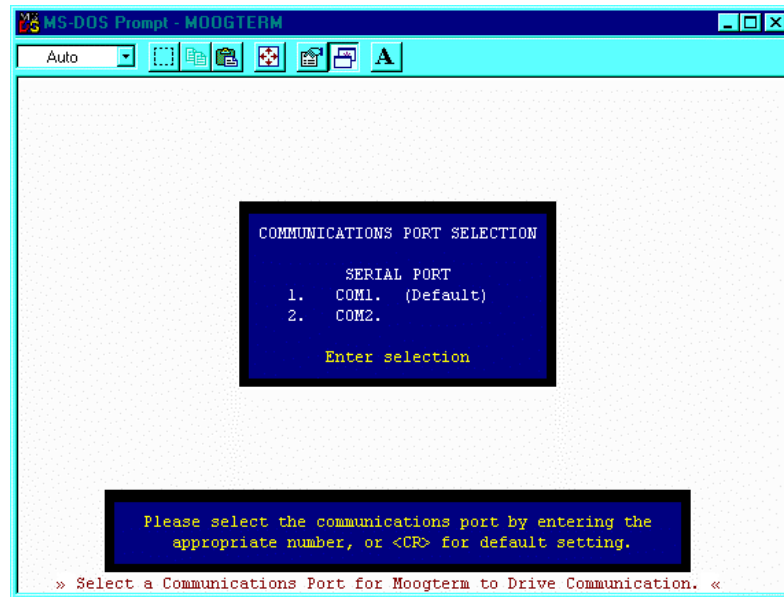 MS-DOS Prompt - MOOGTERM
Auto
A
COMMUNICATIONS PORT SELECTION
SERIAL PORT
1. COM1. (Default)
2. COM2.
Enter selection
Please select the communications port by entering the
appropriate number, or <CR> for default setting.
» Select a Communications Port for Moogterm to Drive Communication. «